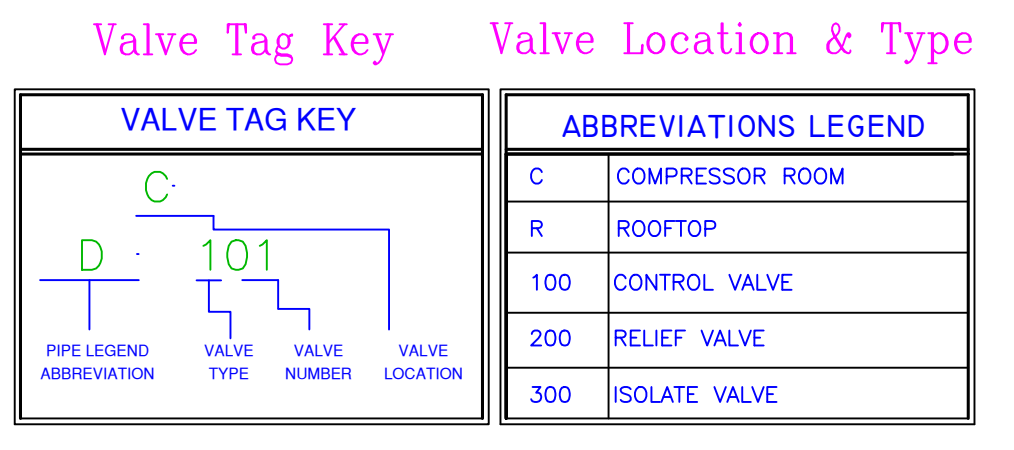 Valve Tag Key
Valve Location & Type
VALVE TAG KEY
C
D - 101
PIPE LEGEND
ABBREVIATION
VALVE
TYPE
VALVE
NUMBER
VALVE
LOCATION
ABBREVIATIONS LEGEND
C COMPRESSOR ROOM
R ROOFTOP
100 CONTROL VALVE
200 RELIEF VALVE
300 ISOLATE VALVE